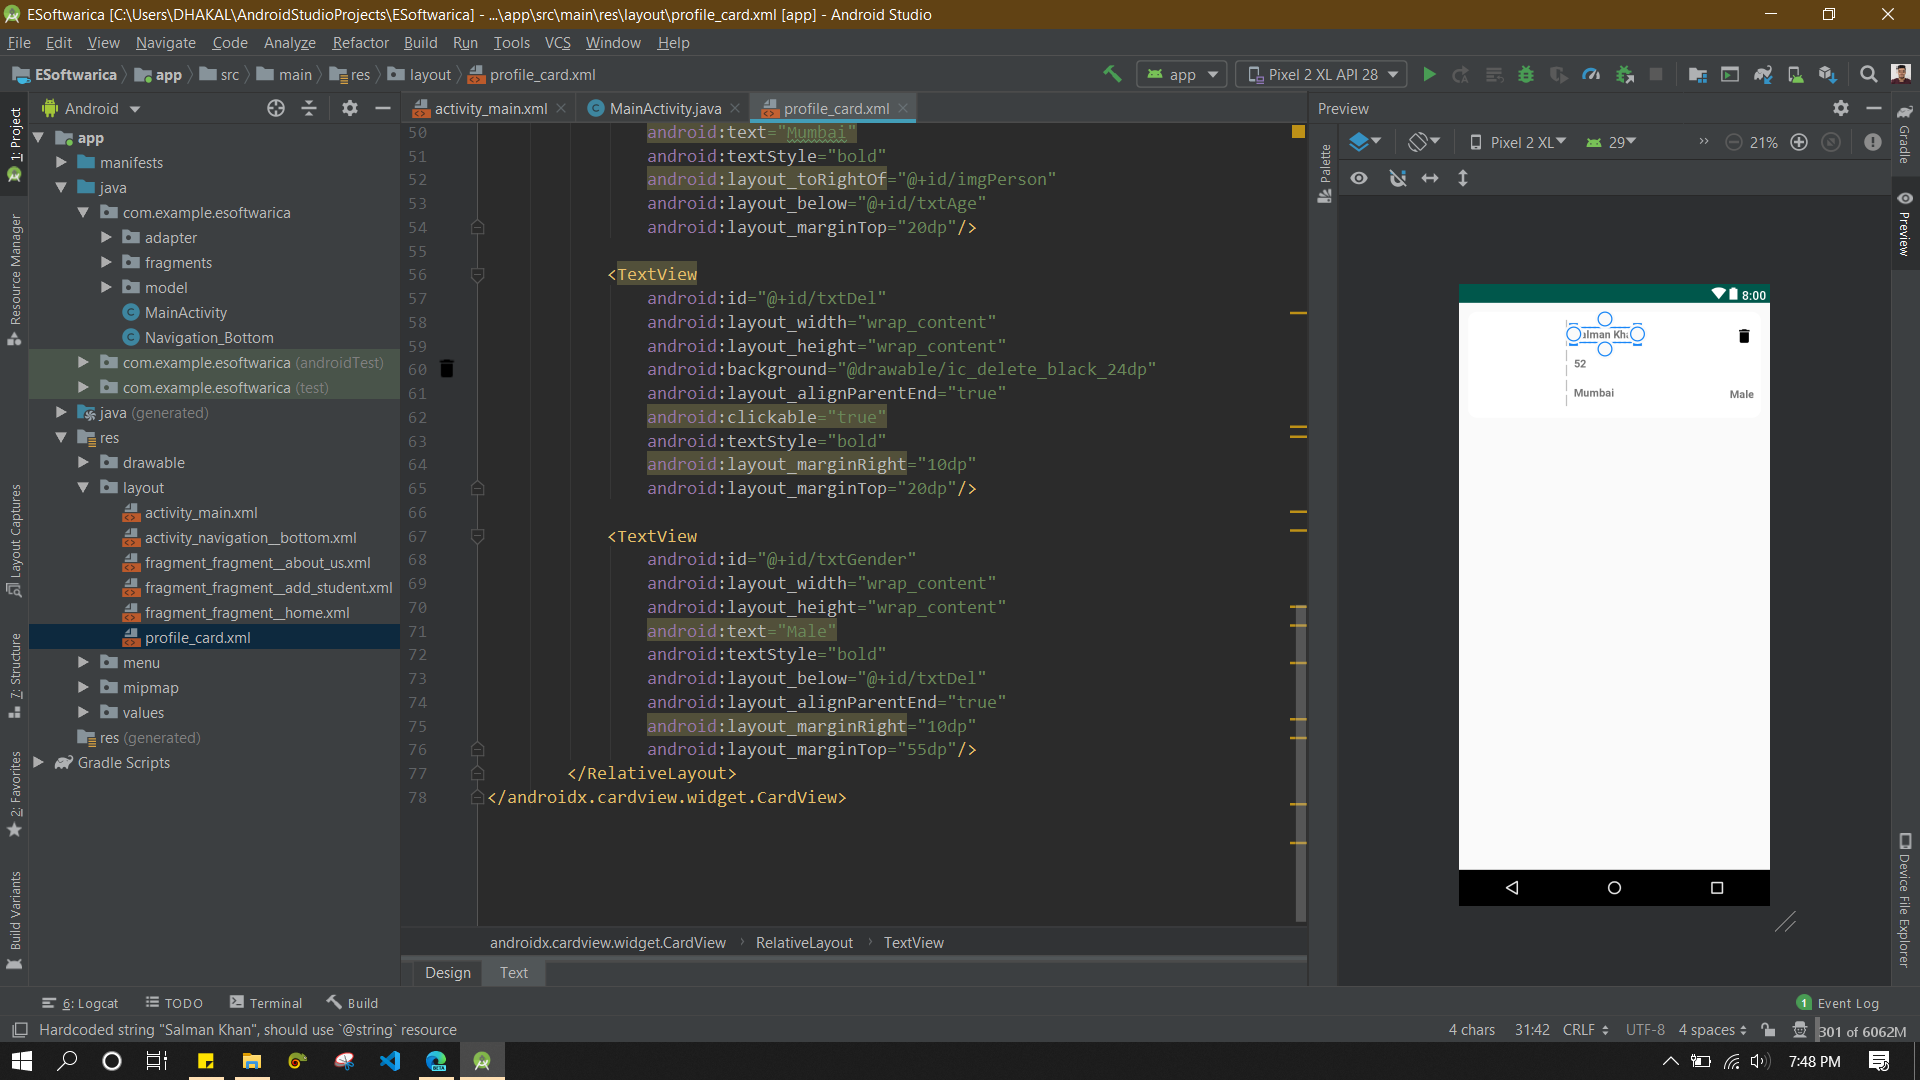 ESoftwarica [C:\Users\DHAKAL\AndroidStudioProjects\ESoftwarica] - ...\app\src\main\res\layout\profile_card.xml [app] - Android Studio
File Edit View Navigate Code Analyze Refactor Build Run Tools VCS Window Help
ESoftwarica app src main res layout profile_card.xml
app Pixel 2 XL API 28
Android
activity_main.xml MainActivity.java profile_card.xml
Preview
1: Project
Resource Manager
Layout Captures
7: Structure
2: Favorites
Build Variants
app
manifests
java
com.example.esoftwarica
adapter
fragments
model
MainActivity
Navigation_Bottom
com.example.esoftwarica (androidTest)
com.example.esoftwarica (test)
java (generated)
res
drawable
layout
activity_main.xml
activity_navigation__bottom.xml
fragment_fragment__about_us.xml
fragment_fragment__add_student.xml
fragment_fragment__home.xml
profile_card.xml
menu
mipmap
values
res (generated)
Gradle Scripts
50 android:text="Mumbai"
51 android:textStyle="bold"
52 android:layout_toRightOf="@+id/imgPerson"
53 android:layout_below="@+id/txtAge"
54 android:layout_marginTop="20dp"/>
55
56 <TextView
57 android:id="@+id/txtDel"
58 android:layout_width="wrap_content"
59 android:layout_height="wrap_content"
60 android:background="@drawable/ic_delete_black_24dp"
61 android:layout_alignParentEnd="true"
62 android:clickable="true"
63 android:textStyle="bold"
64 android:layout_marginRight="10dp"
65 android:layout_marginTop="20dp"/>
66
67 <TextView
68 android:id="@+id/txtGender"
69 android:layout_width="wrap_content"
70 android:layout_height="wrap_content"
71 android:text="Male"
72 android:textStyle="bold"
73 android:layout_below="@+id/txtDel"
74 android:layout_alignParentEnd="true"
75 android:layout_marginRight="10dp"
76 android:layout_marginTop="55dp"/>
77 </RelativeLayout>
78 </androidx.cardview.widget.CardView>
androidx.cardview.widget.CardView RelativeLayout TextView
Design Text
Palette
Pixel 2 XL 29 21%
8:00
52
Mumbai Male
Gradle
Preview
Device File Explorer
6: Logcat TODO Terminal Build
1 Event Log
Hardcoded string "Salman Khan", should use `@string` resource
4 chars 31:42 CRLF UTF-8 4 spaces 301 of 6062M
BETA
7:48 PM